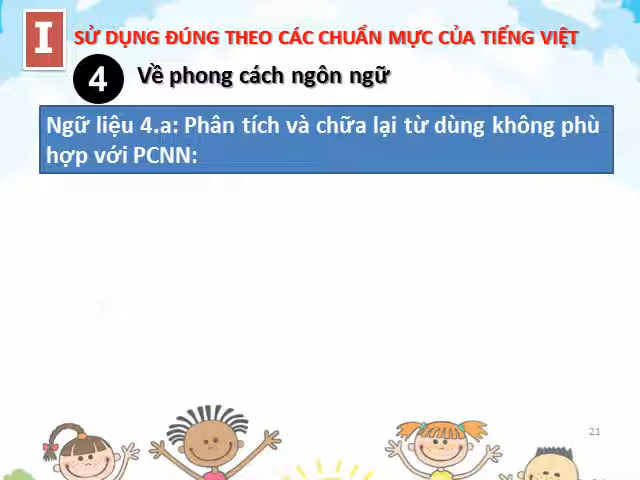 I
SỬ DỤNG ĐÚNG THEO CÁC CHUẨN MỰC CỦA TIẾNG VIỆT
4
Về phong cách ngôn ngữ
Ngữ liệu 4.a: Phân tích và chữa lại từ dùng không phù
hợp với PCNN:
21